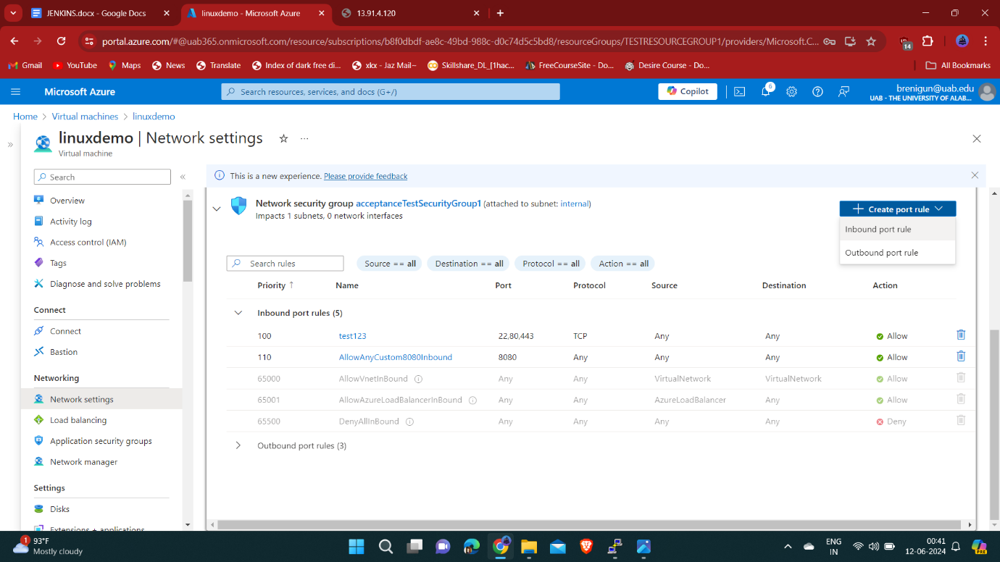 JENKINS.docx - Google Docs
linuxdemo - Microsoft Azure
13.91.4.120
portal.azure.com/#@uab365.onmicrosoft.com/resource/subscriptions/b8f0dbdf-ae8c-49bd-988c-d0c74d5c5bd8/resourceGroups/TESTRESOURCEGROUP1/providers/Microsoft.C...
14
Gmail
YouTube
Maps
News
Translate
Index of dark free di...
xkx - Jaz Mail~
Skillshare_DL_[1hac...
FreeCourseSite - Do...
Desire Course - Do...
All Bookmarks
Microsoft Azure
Search resources, services, and docs (G+/)
Copilot
6
brenigun@uab.edu
UAB - THE UNIVERSITY OF ALAB...
Home > Virtual machines > linuxdemo
linuxdemo | Network settings
Virtual machine
Search
Overview
Activity log
Access control (IAM)
Tags
Diagnose and solve problems
Connect
Connect
Bastion
Networking
Network settings
Load balancing
Application security groups
Network manager
Settings
Disks
Extensions + applications
This is a new experience. Please provide feedback
Network security group acceptanceTestSecurityGroup1 (attached to subnet: internal)
Impacts 1 subnets, 0 network interfaces
Create port rule
Inbound port rule
Outbound port rule
Search rules
Source == all
Destination == all
Protocol == all
Action == all
Priority ↑ Name Port Protocol Source Destination Action
Inbound port rules (5)
100 test123 22,80,443 TCP Any Any Allow
110 AllowAnyCustom8080Inbound 8080 Any Any Any Allow
65000 AllowVnetInBound Any Any VirtualNetwork VirtualNetwork Allow
65001 AllowAzureLoadBalancerInBound Any Any AzureLoadBalancer Any Allow
65500 DenyAllInBound Any Any Any Any Deny
Outbound port rules (3)
1
93°F
Mostly cloudy
ENG
IN
00:41
12-06-2024
PRE